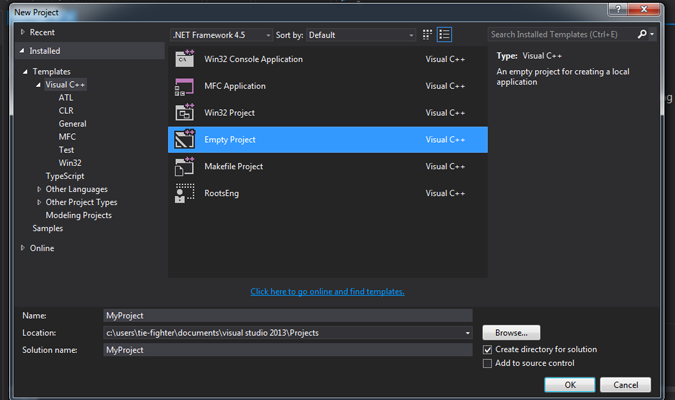 New Project
Recent
Installed
Templates
Visual C++
ATL
CLR
General
MFC
Test
Win32
TypeScript
Other Languages
Other Project Types
Modeling Projects
Samples
Online
.NET Framework 4.5 Sort by: Default
Search Installed Templates (Ctrl+E)
Win32 Console Application Visual C++
MFC Application Visual C++
Win32 Project Visual C++
Empty Project Visual C++
Makefile Project Visual C++
RootsEng Visual C++
Click here to go online and find templates.
Type: Visual C++
An empty project for creating a local
application
Name: MyProject
Location: c:\users\tie-fighter\documents\visual studio 2013\Projects
Browse...
Solution name: MyProject
Create directory for solution
Add to source control
OK Cancel